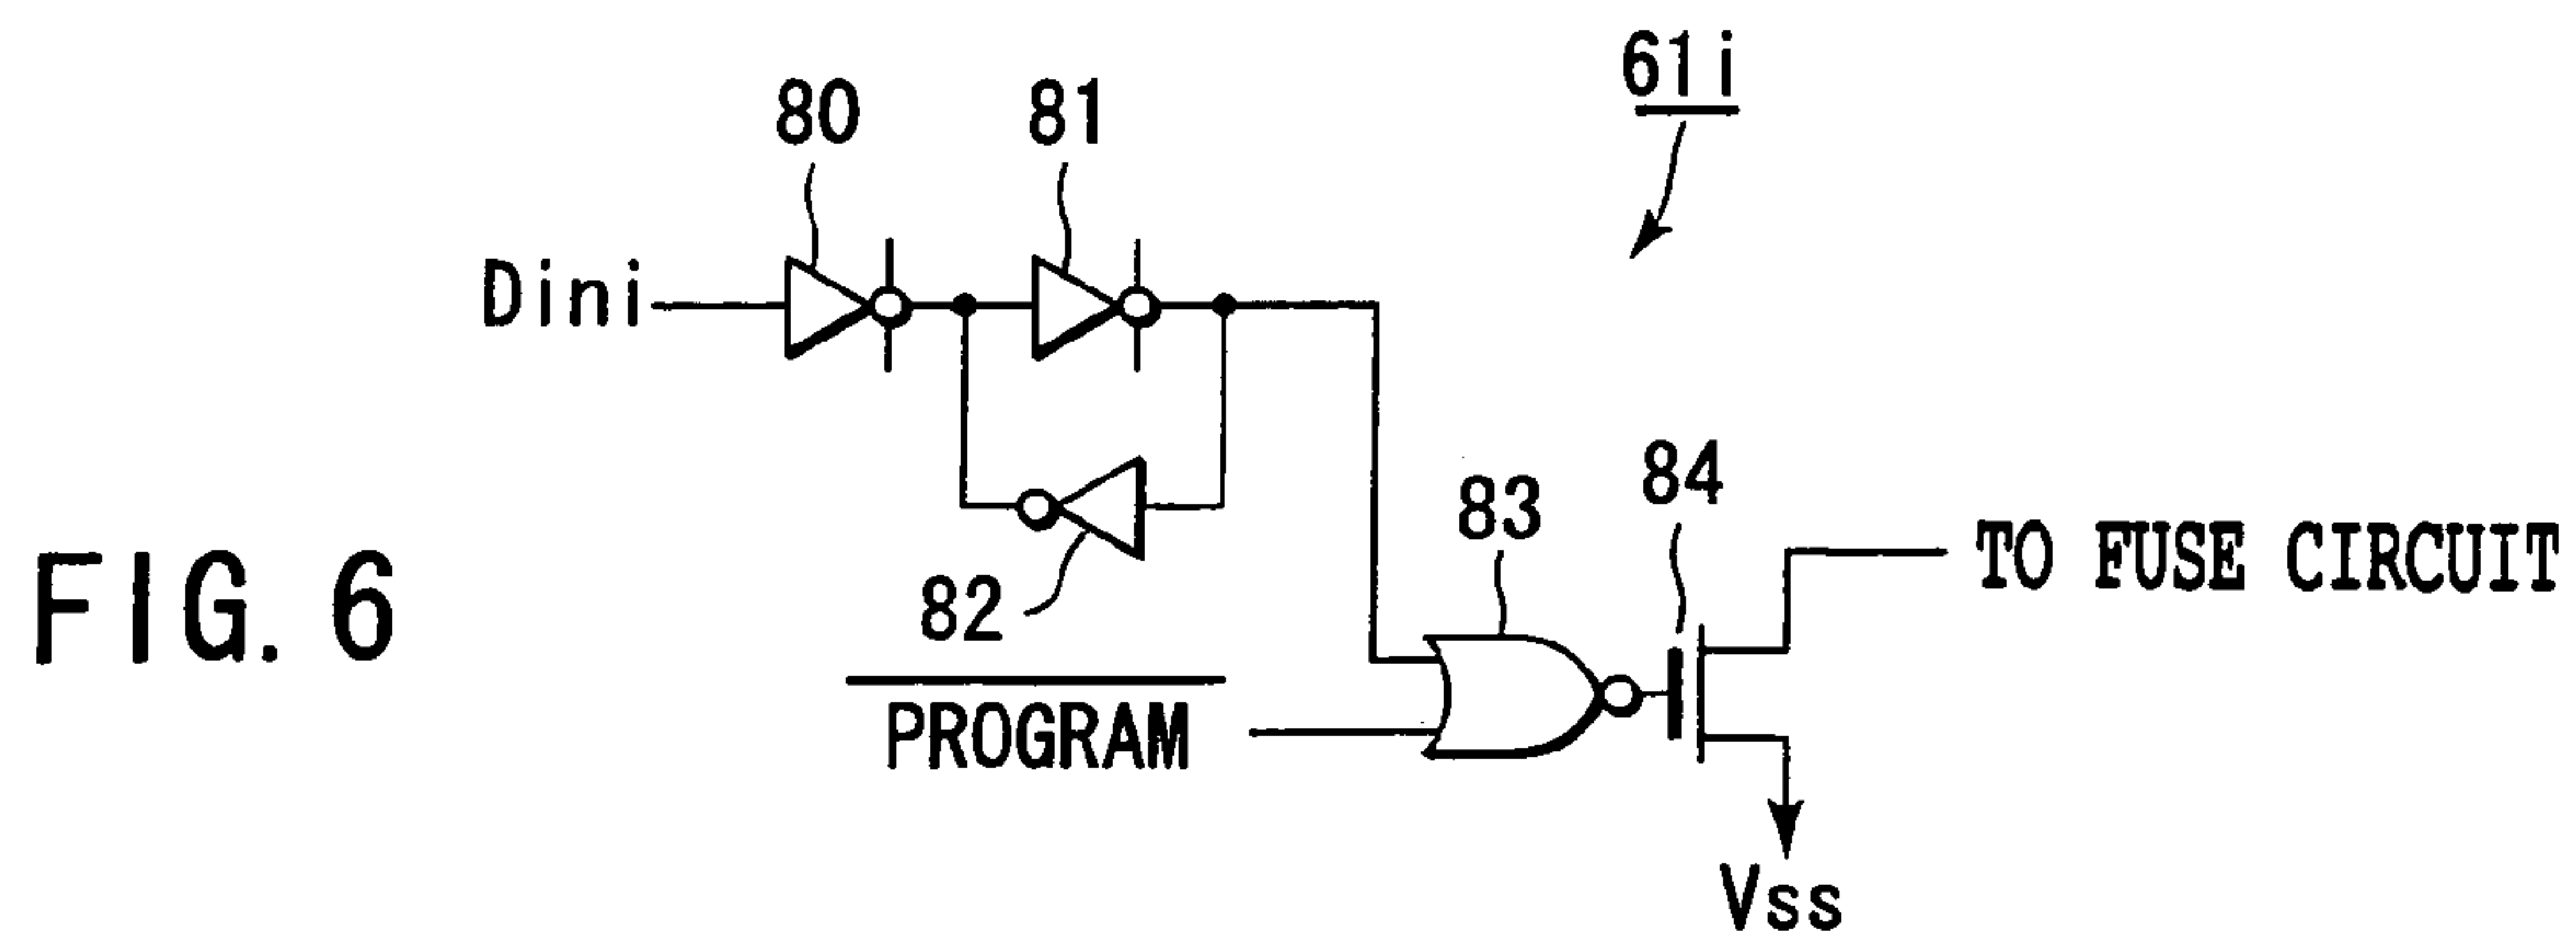 61i
80
81
Dini
84
83
TO FUSE CIRCUIT
82
FIG. 6
PROGRAM
Vss